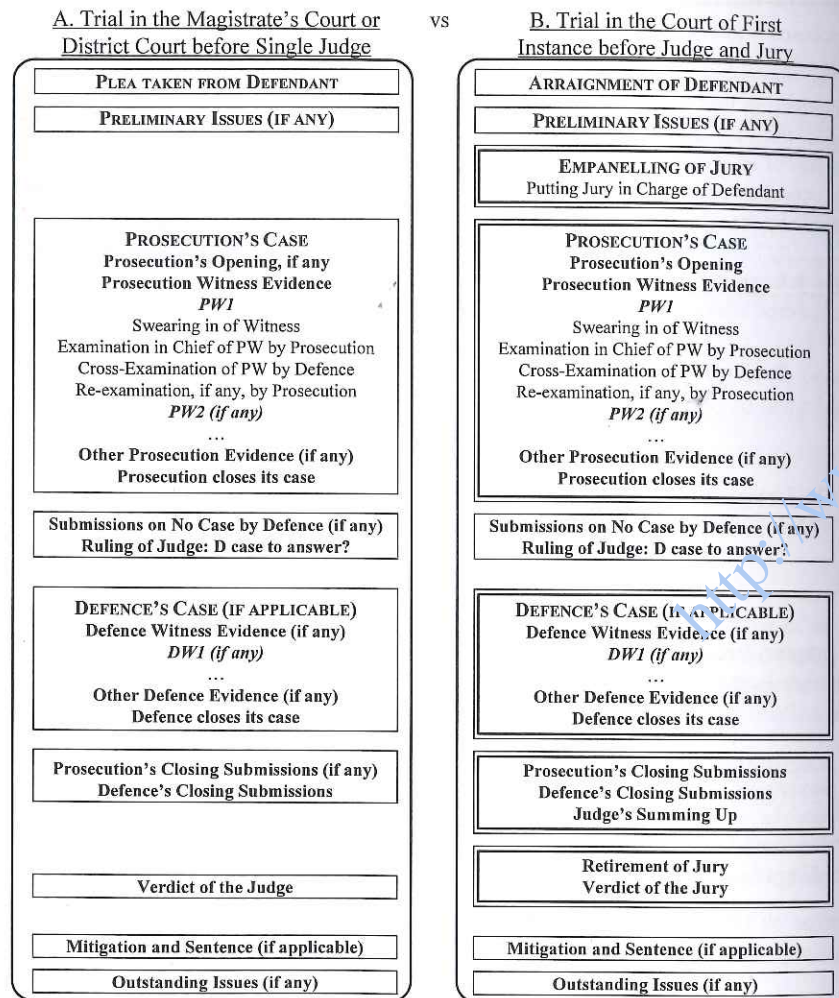 A. Trial in the Magistrate's Court or
District Court before Single Judge
vs
B. Trial in the Court of First
Instance before Judge and Jury
PLEA TAKEN FROM DEFENDANT
PRELIMINARY ISSUES (IF ANY)
PROSECUTION'S CASE
Prosecution's Opening, if any
Prosecution Witness Evidence
PW1
Swearing in of Witness
Examination in Chief of PW by Prosecution
Cross-Examination of PW by Defence
Re-examination, if any, by Prosecution
PW2 (if any)
...
Other Prosecution Evidence (if any)
Prosecution closes its case
Submissions on No Case by Defence (if any)
Ruling of Judge: D case to answer?
DEFENCE'S CASE (IF APPLICABLE)
Defence Witness Evidence (if any)
DW1 (if any)
...
Other Defence Evidence (if any)
Defence closes its case
Prosecution's Closing Submissions (if any)
Defence's Closing Submissions
Verdict of the Judge
Mitigation and Sentence (if applicable)
Outstanding Issues (if any)
ARRAIGNMENT OF DEFENDANT
PRELIMINARY ISSUES (IF ANY)
EMPANELLING OF JURY
Putting Jury in Charge of Defendant
PROSECUTION'S CASE
Prosecution's Opening
Prosecution Witness Evidence
PW1
Swearing in of Witness
Examination in Chief of PW by Prosecution
Cross-Examination of PW by Defence
Re-examination, if any, by Prosecution
PW2 (if any)
...
Other Prosecution Evidence (if any)
Prosecution closes its case
Submissions on No Case by Defence (if any)
Ruling of Judge: D case to answer?
DEFENCE'S CASE (IF APPLICABLE)
Defence Witness Evidence (if any)
DW1 (if any)
...
Other Defence Evidence (if any)
Defence closes its case
Prosecution's Closing Submissions
Defence's Closing Submissions
Judge's Summing Up
Retirement of Jury
Verdict of the Jury
Mitigation and Sentence (if applicable)
Outstanding Issues (if any)
http://w